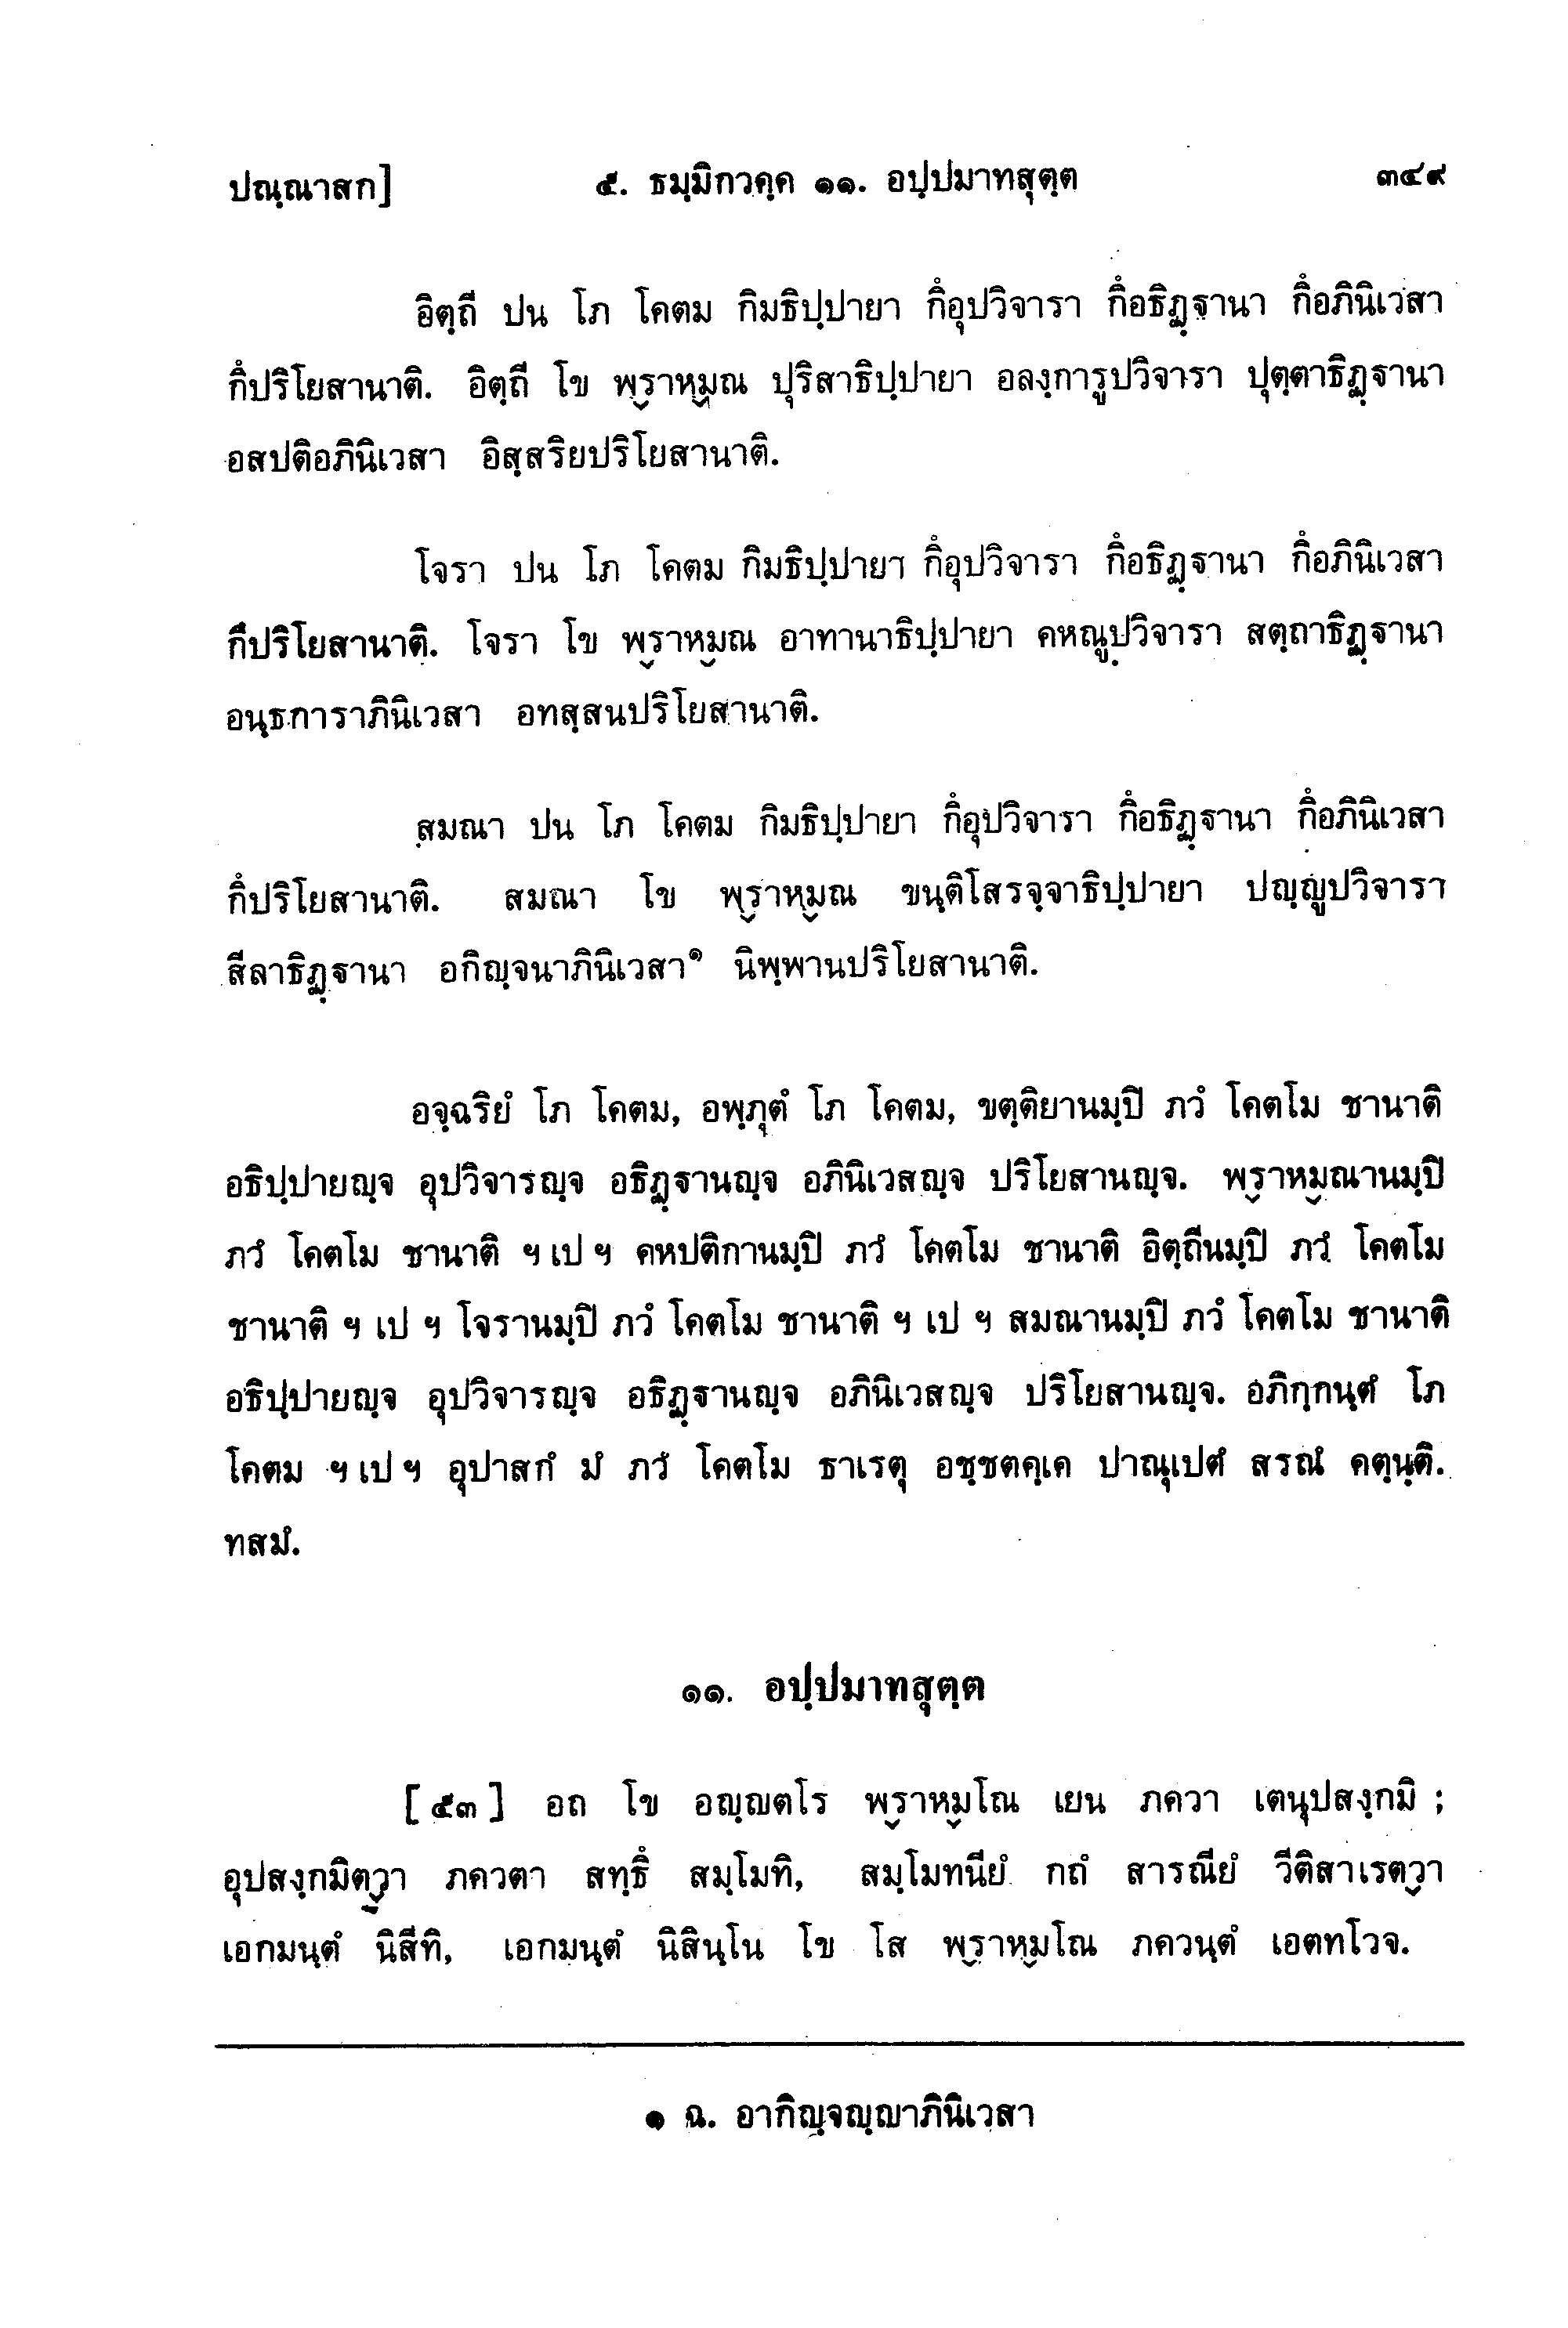 ปณฺณาสก]
๕. ธมฺมิกวคฺค ๑๑. อปฺปมาทสุตฺต
๓๔๙
อิตฺถี ปน โภ โคตม กิมธิปฺปายา กึอุปวิจารา กึอธิฏฺฐานา กึอภินิเวสา
กึปริโยสานาติ. อิตฺถี โข พฺราหฺมณ ปุริสาธิปฺปายา อลงฺการูปวิจารา ปุตฺตาธิฏฺฐานา
อสปติอภินิเวสา อิสฺสริยปริโยสานาติ.
โจรา ปน โภ โคตม กิมธิปฺปายา กึอุปวิจารา กึอธิฏฺฐานา กึอภินิเวสา
กึปริโยสานาติ. โจรา โข พฺราหฺมณ อาทานาธิปฺปายา คหณูปวิจารา สตฺถาธิฏฺฐานา
อนฺธการาภินิเวสา อทสฺสนปริโยสานาติ.
สมณา ปน โภ โคตม กิมธิปฺปายา กึอุปวิจารา กึอธิฏฺฐานา กึอภินิเวสา
กึปริโยสานาติ. สมณา โข พฺราหฺมณ ขนฺติโสรจฺจาธิปฺปายา ปญฺญูปวิจารา
สีลาธิฏฺฐานา อกิญฺจนาภินิเวสา๑ นิพฺพานปริโยสานาติ.
อจฺฉริยํ โภ โคตม, อพฺภุตํ โภ โคตม, ขตฺติยานมฺปิ ภวํ โคตโม ชานาติ
อธิปฺปายญฺจ อุปวิจารญฺจ อธิฏฺฐานญฺจ อภินิเวสญฺจ ปริโยสานญฺจ. พฺราหฺมณานมฺปิ
ภวํ โคตโม ชานาติ ฯ เป ฯ คหปติกานมฺปิ ภวํ โคตโม ชานาติ อิตฺถีนมฺปิ ภวํ โคตโม
ชานาติ ฯ เป ฯ โจรานมฺปิ ภวํ โคตโม ชานาติ ฯ เป ฯ สมณานมฺปิ ภวํ โคตโม ชานาติ
อธิปฺปายญฺจ อุปวิจารญฺจ อธิฏฺฐานญฺจ อภินิเวสญฺจ ปริโยสานญฺจ. อภิกฺกนฺตํ โภ
โคตม ฯ เป ฯ อุปาสกํ มํ ภวํ โคตโม ธาเรตุ อชฺชตคฺเค ปาณุเปตํ สรณํ คตนฺติ.
ทสมํ.
๑๑. อปฺปมาทสุตฺต
[ ๕๓ ] อถ โข อญฺญตโร พฺราหฺมโณ เยน ภควา เตนุปสงฺกมิ ;
อุปสงฺกมิตฺวา ภควตา สทฺธึ สมฺโมทิ, สมฺโมทนียํ กถํ สารณียํ วีติสาเรตฺวา
เอกมนฺตํ นิสีทิ, เอกมนฺตํ นิสินฺโน โข โส พฺราหฺมโณ ภควนฺตํ เอตทโวจ.
๑ ฉ. อากิญฺจญฺญาภินิเวสา